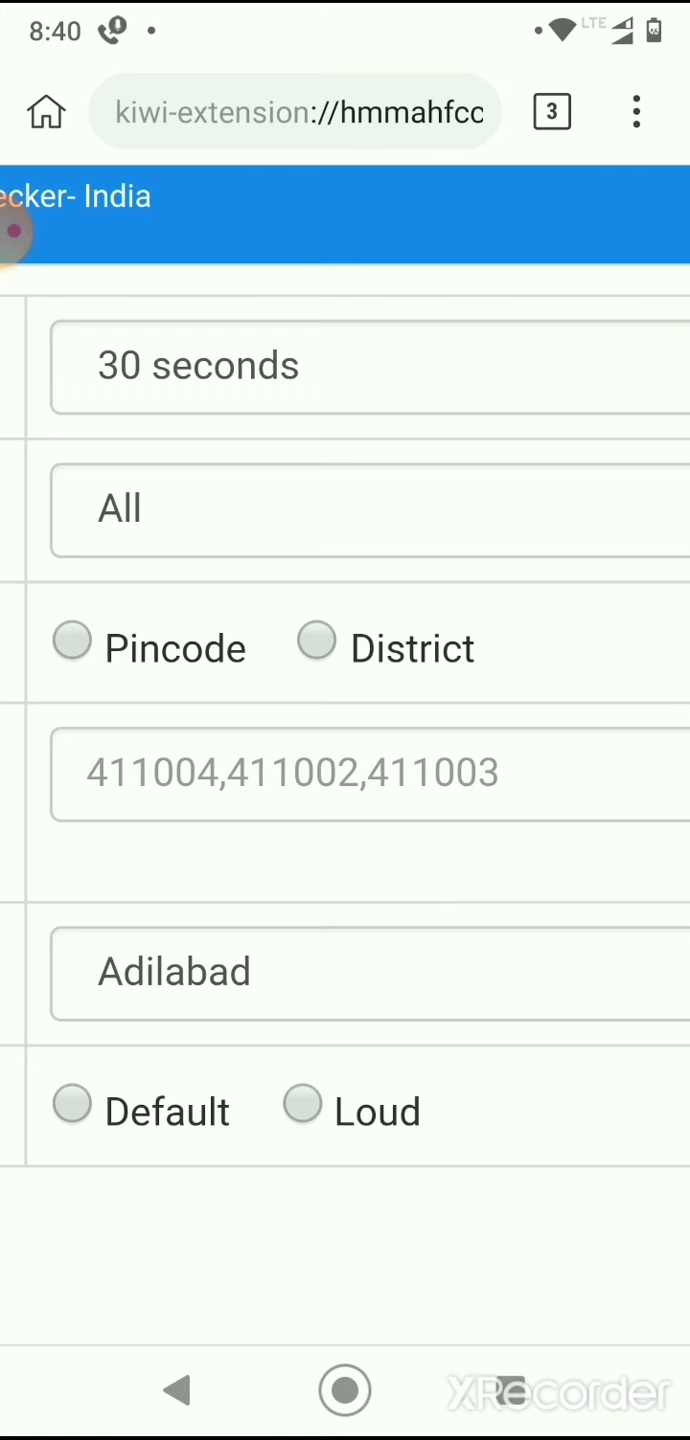 8:40
LTE
kiwi-extension://hmmahfcc
3
ecker- India
30 seconds
All
Pincode
District
411004,411002,411003
Adilabad
Default
Loud
XRecorder